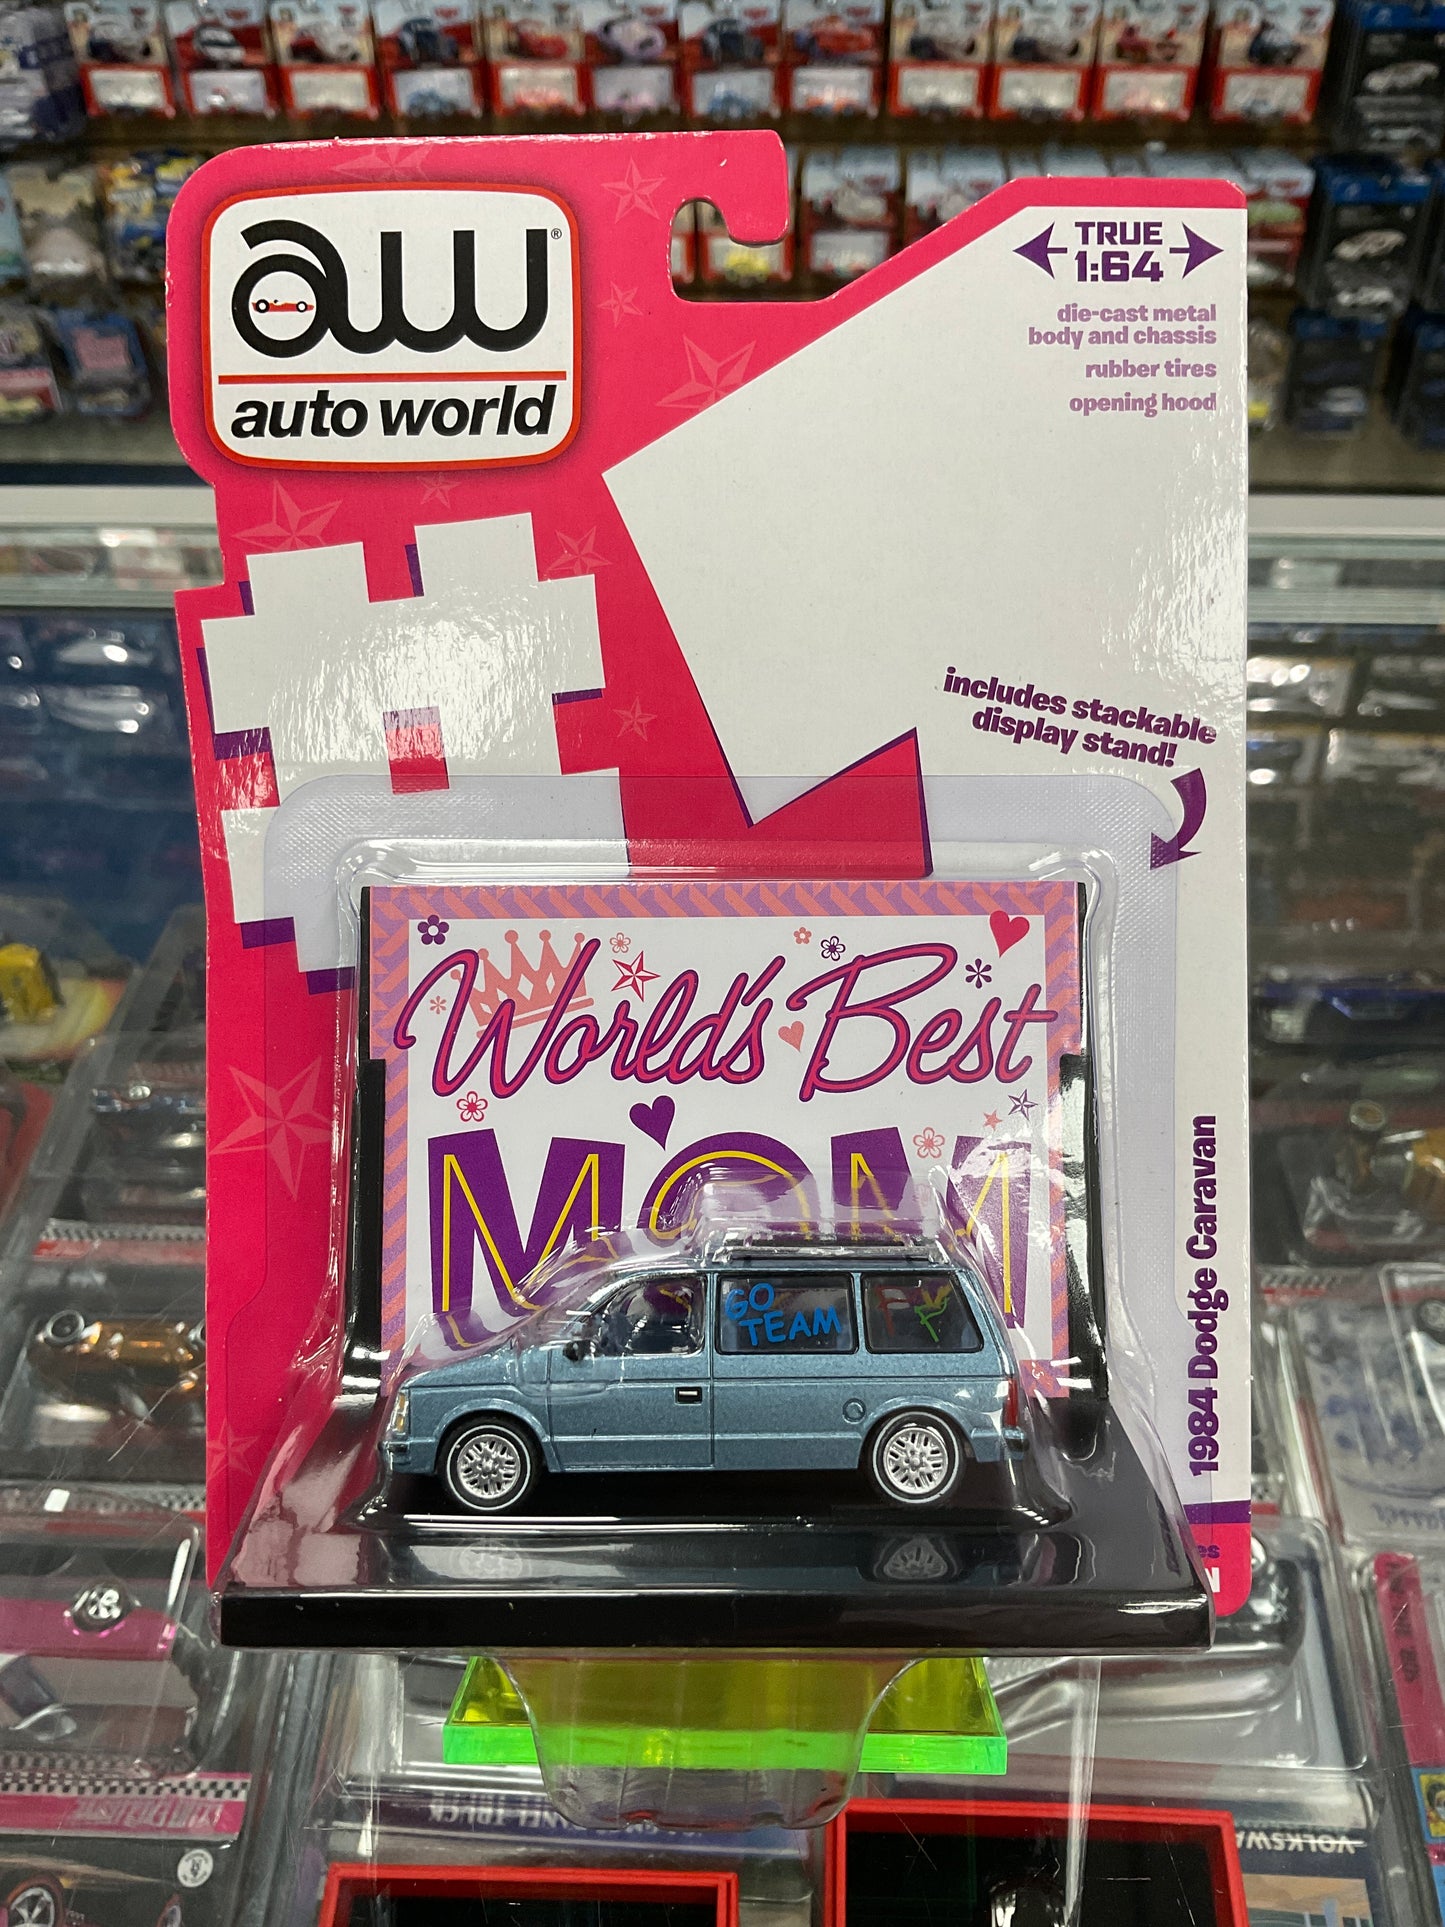 aw®
auto world
TRUE
1:64
die-cast metal
body and chassis
rubber tires
opening hood
includes stackable
display stand!
World's Best
MOM
GO
TEAM
1984 Dodge Caravan